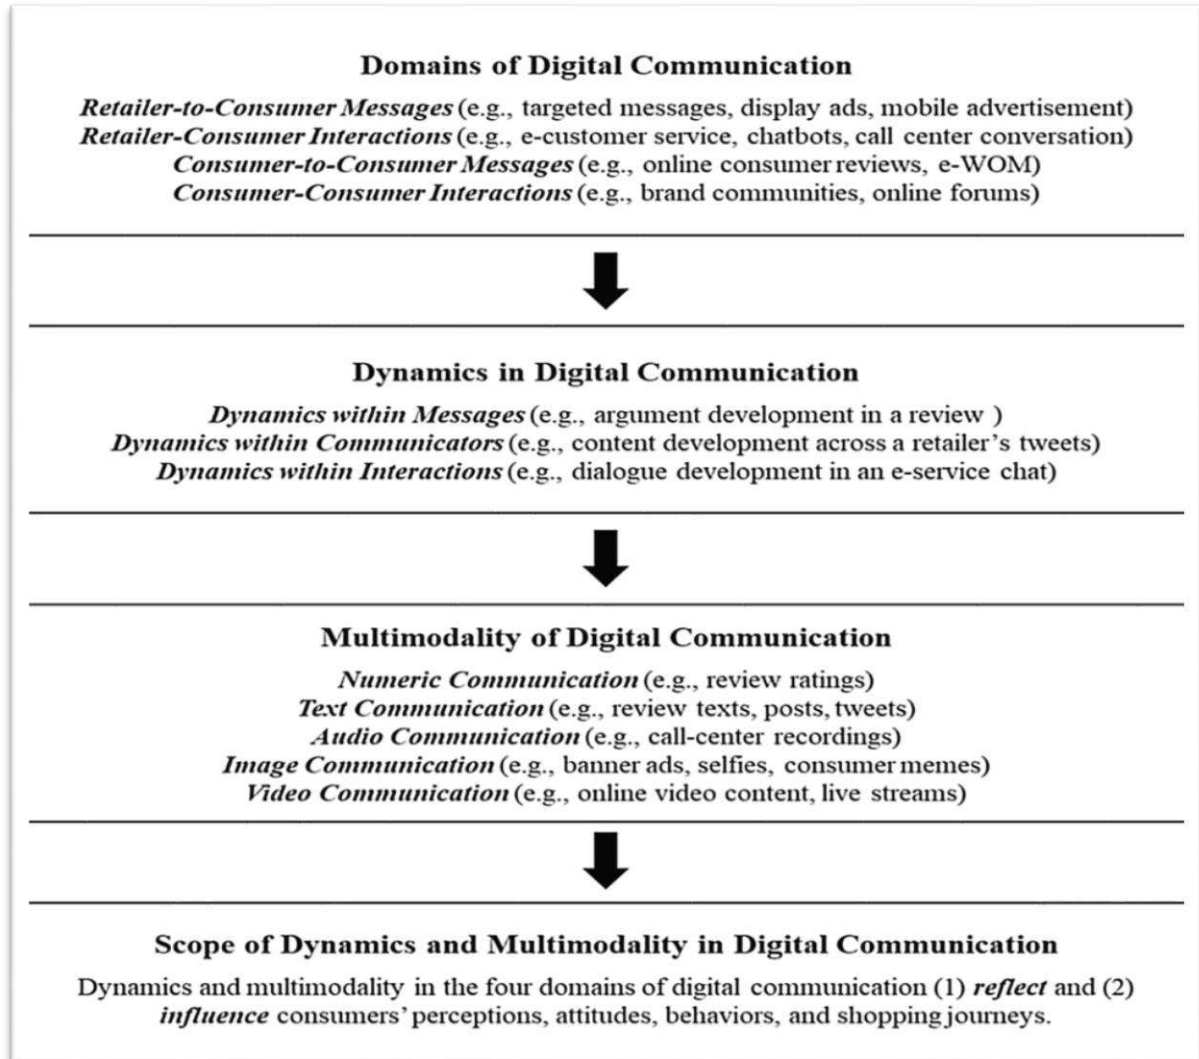 Domains of Digital Communication
Retailer-to-Consumer Messages (e.g., targeted messages, display ads, mobile advertisement)
Retailer-Consumer Interactions (e.g., e-customer service, chatbots, call center conversation)
Consumer-to-Consumer Messages (e.g., online consumer reviews, e-WOM)
Consumer-Consumer Interactions (e.g., brand communities, online forums)
Dynamics in Digital Communication
Dynamics within Messages (e.g., argument development in a review )
Dynamics within Communicators (e.g., content development across a retailer's tweets)
Dynamics within Interactions (e.g., dialogue development in an e-service chat)
Multimodality of Digital Communication
Numeric Communication (e.g., review ratings)
Text Communication (e.g., review texts, posts, tweets)
Audio Communication (e.g., call-center recordings)
Image Communication (e.g., banner ads, selfies, consumer memes)
Video Communication (e.g., online video content, live streams)
Scope of Dynamics and Multimodality in Digital Communication
Dynamics and multimodality in the four domains of digital communication (1) reflect and (2)
influence consumers' perceptions, attitudes, behaviors, and shopping journeys.